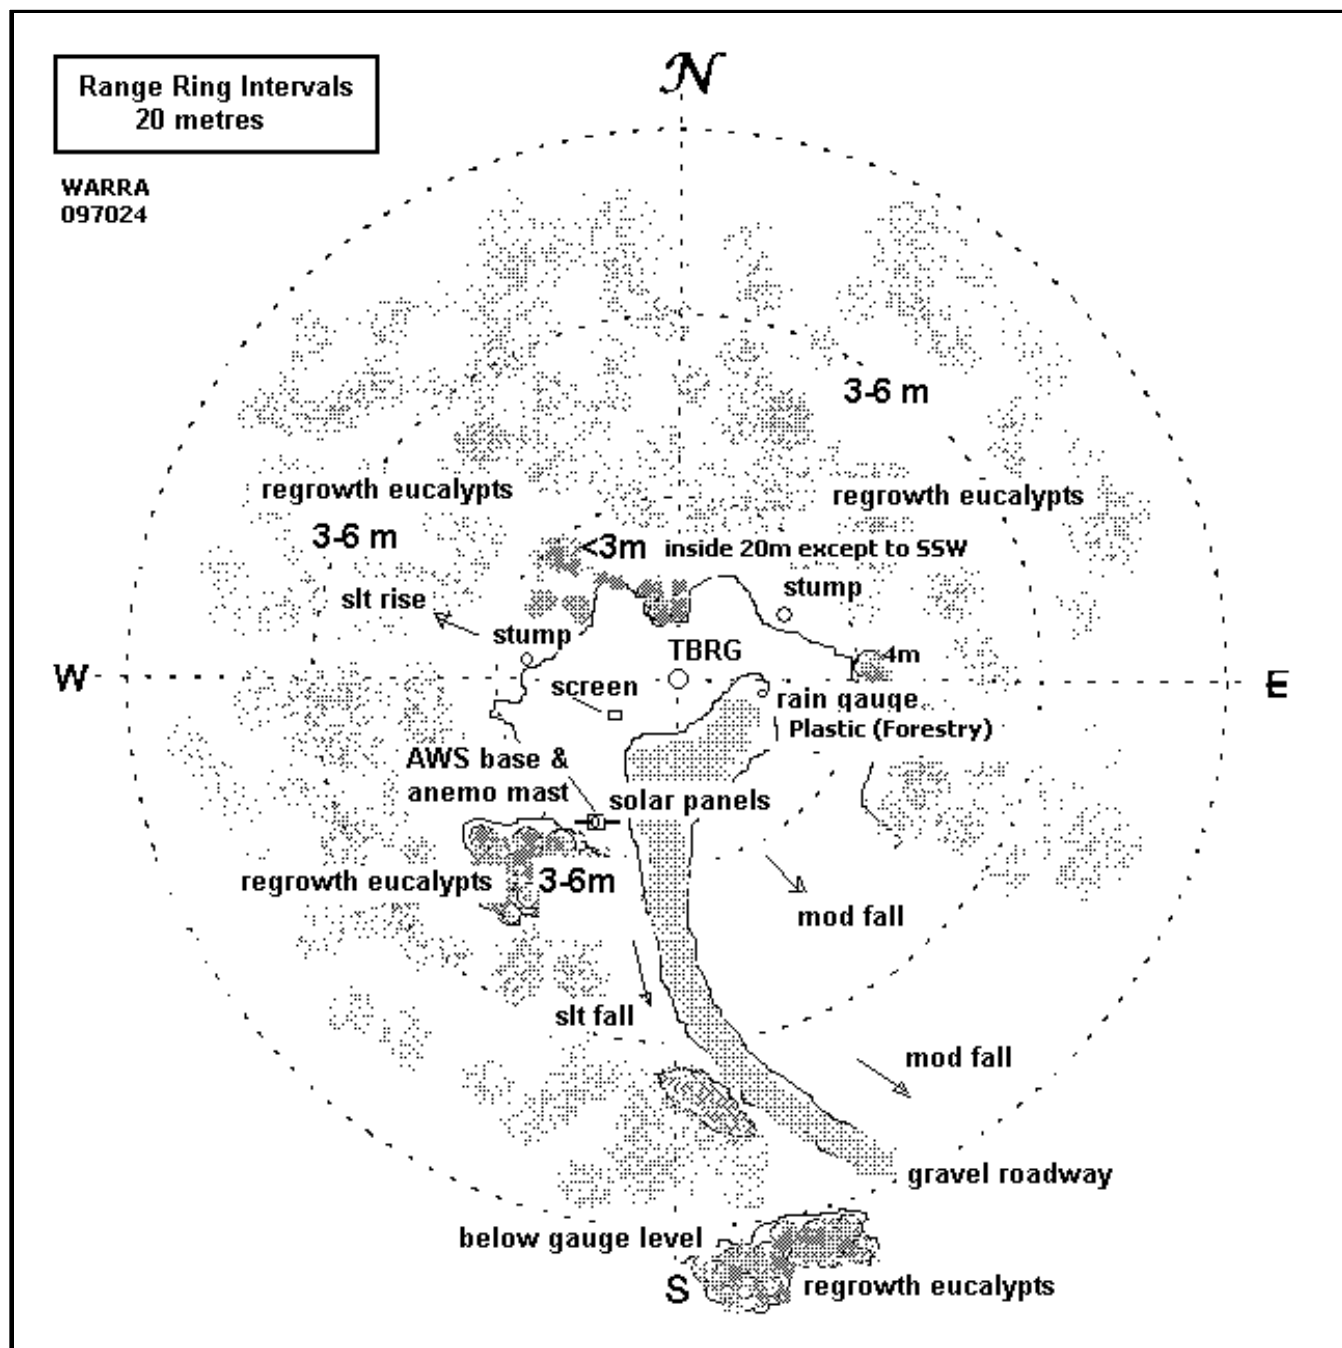 N
Range Ring Intervals
20 metres
WARRA
097024
3-6 m
regrowth eucalypts
regrowth eucalypts
3-6 m
<3m inside 20m except to SSW
stump
slt rise
stump
TBRG
4m
W
E
screen
rain gauge
Plastic (Forestry)
AWS base &
anemo mast
solar panels
regrowth eucalypts
3-6m
mod fall
slt fall
mod fall
gravel roadway
below gauge level
S
regrowth eucalypts